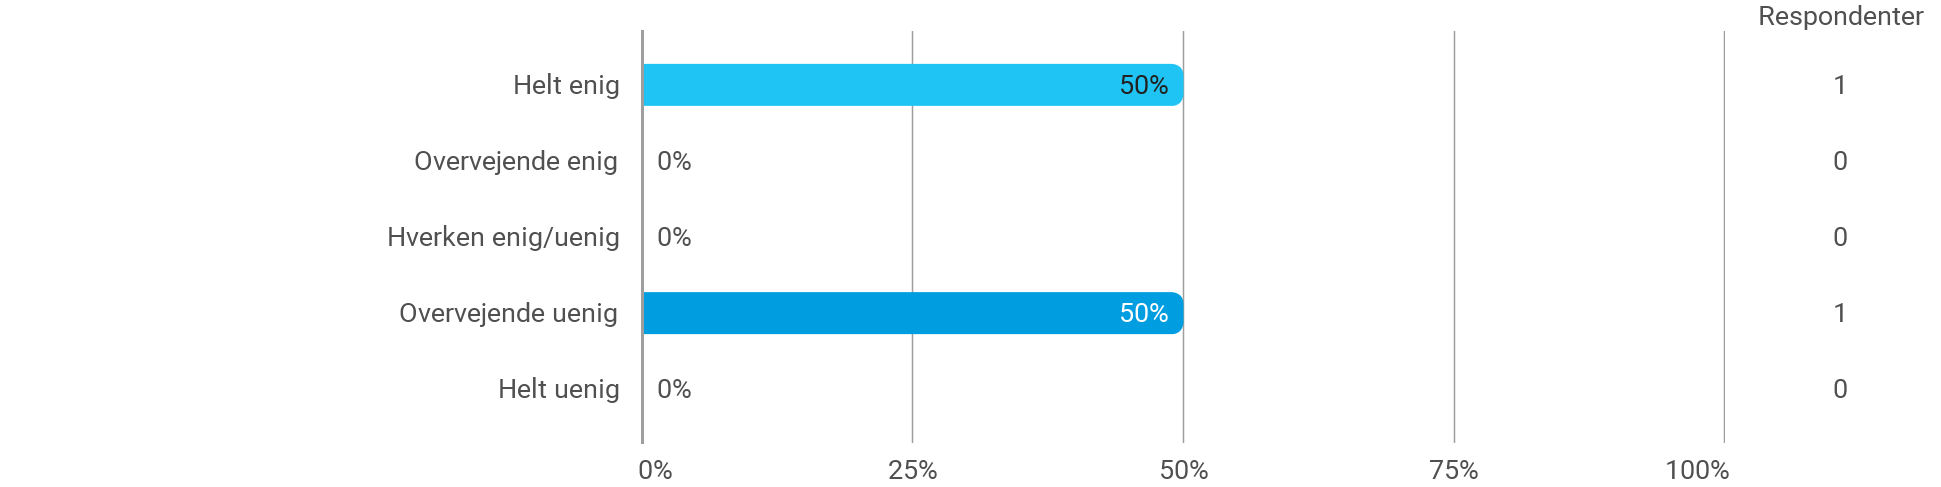 Respondenter
Helt enig 50% 1
Overvejende enig 0% 0
Hverken enig/uenig 0% 0
Overvejende uenig 50% 1
Helt uenig 0% 0
0% 25% 50% 75% 100%